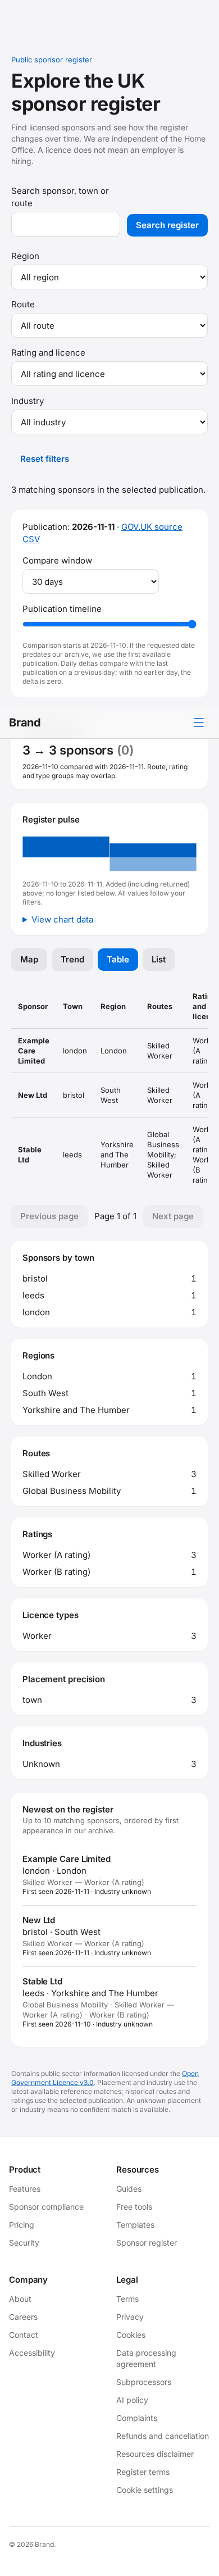 Public sponsor register
Explore the UK
sponsor register
Find licensed sponsors and see how the register
changes over time. We are independent of the Home
Office. A licence does not mean an employer is
hiring.
Search sponsor, town or
route
Search register
Region
All region
Route
All route
Rating and licence
All rating and licence
Industry
All industry
Reset filters
3 matching sponsors in the selected publication.
Publication: 2026-11-11 · GOV.UK source
CSV
Compare window
30 days
Publication timeline
Comparison starts at 2026-11-10. If the requested date
predates our archive, we use the first available
publication. Daily deltas compare with the last
publication on a previous day; with no earlier day, the
delta is zero.
Brand
3 → 3 sponsors (0)
2026-11-10 compared with 2026-11-11. Route, rating
and type groups may overlap.
Register pulse
2026-11-10 to 2026-11-11. Added (including returned)
above; no longer listed below. All values follow your
filters.
View chart data
Map Trend Table List
Sponsor Town Region Routes Rati
and
licen
Example
Care
Limited london London Skilled
Worker Work
(A
ratin
New Ltd bristol South
West Skilled
Worker Work
(A
ratin
Stable
Ltd leeds Yorkshire
and The
Humber Global
Business
Mobility;
Skilled
Worker Work
(A
ratin
Work
(B
ratin
Previous page Page 1 of 1 Next page
Sponsors by town
bristol 1
leeds 1
london 1
Regions
London 1
South West 1
Yorkshire and The Humber 1
Routes
Skilled Worker 3
Global Business Mobility 1
Ratings
Worker (A rating) 3
Worker (B rating) 1
Licence types
Worker 3
Placement precision
town 3
Industries
Unknown 3
Newest on the register
Up to 10 matching sponsors, ordered by first
appearance in our archive.
Example Care Limited
london · London
Skilled Worker — Worker (A rating)
First seen 2026-11-11 · Industry unknown
New Ltd
bristol · South West
Skilled Worker — Worker (A rating)
First seen 2026-11-11 · Industry unknown
Stable Ltd
leeds · Yorkshire and The Humber
Global Business Mobility · Skilled Worker —
Worker (A rating) · Worker (B rating)
First seen 2026-11-10 · Industry unknown
Contains public sector information licensed under the Open
Government Licence v3.0. Placement and industry use the
latest available reference matches; historical routes and
ratings use the selected publication. An unknown placement
or industry means no confident match is available.
Product
Features
Sponsor compliance
Pricing
Security
Resources
Guides
Free tools
Templates
Sponsor register
Company
About
Careers
Contact
Accessibility
Legal
Terms
Privacy
Cookies
Data processing
agreement
Subprocessors
AI policy
Complaints
Refunds and cancellation
Resources disclaimer
Register terms
Cookie settings
© 2026 Brand.